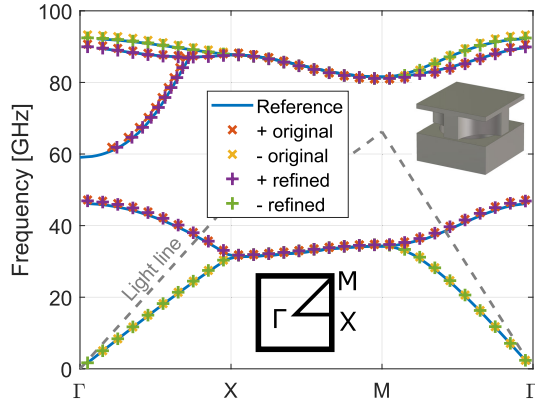 100
80
60
40
20
0
Frequency [GHz]
Reference
+ original
- original
+ refined
- refined
Light line
M
Γ
X
Γ
X
M
Γ